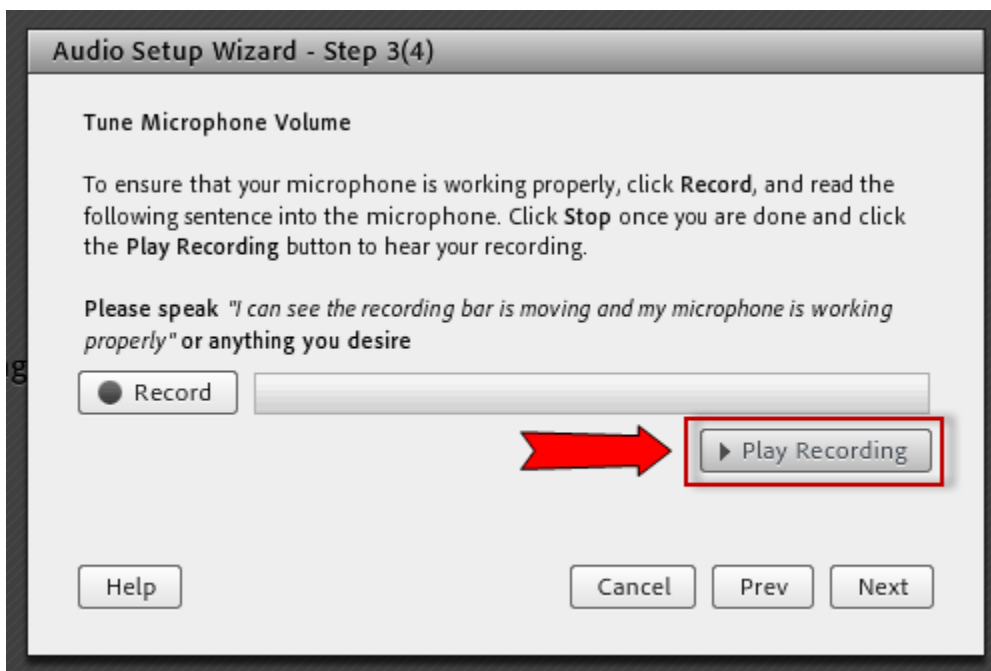 Audio Setup Wizard - Step 3(4)
Tune Microphone Volume
To ensure that your microphone is working properly, click Record, and read the
following sentence into the microphone. Click Stop once you are done and click
the Play Recording button to hear your recording.
Please speak "I can see the recording bar is moving and my microphone is working
properly" or anything you desire
g
Record
Play Recording
Help
Cancel
Prev
Next